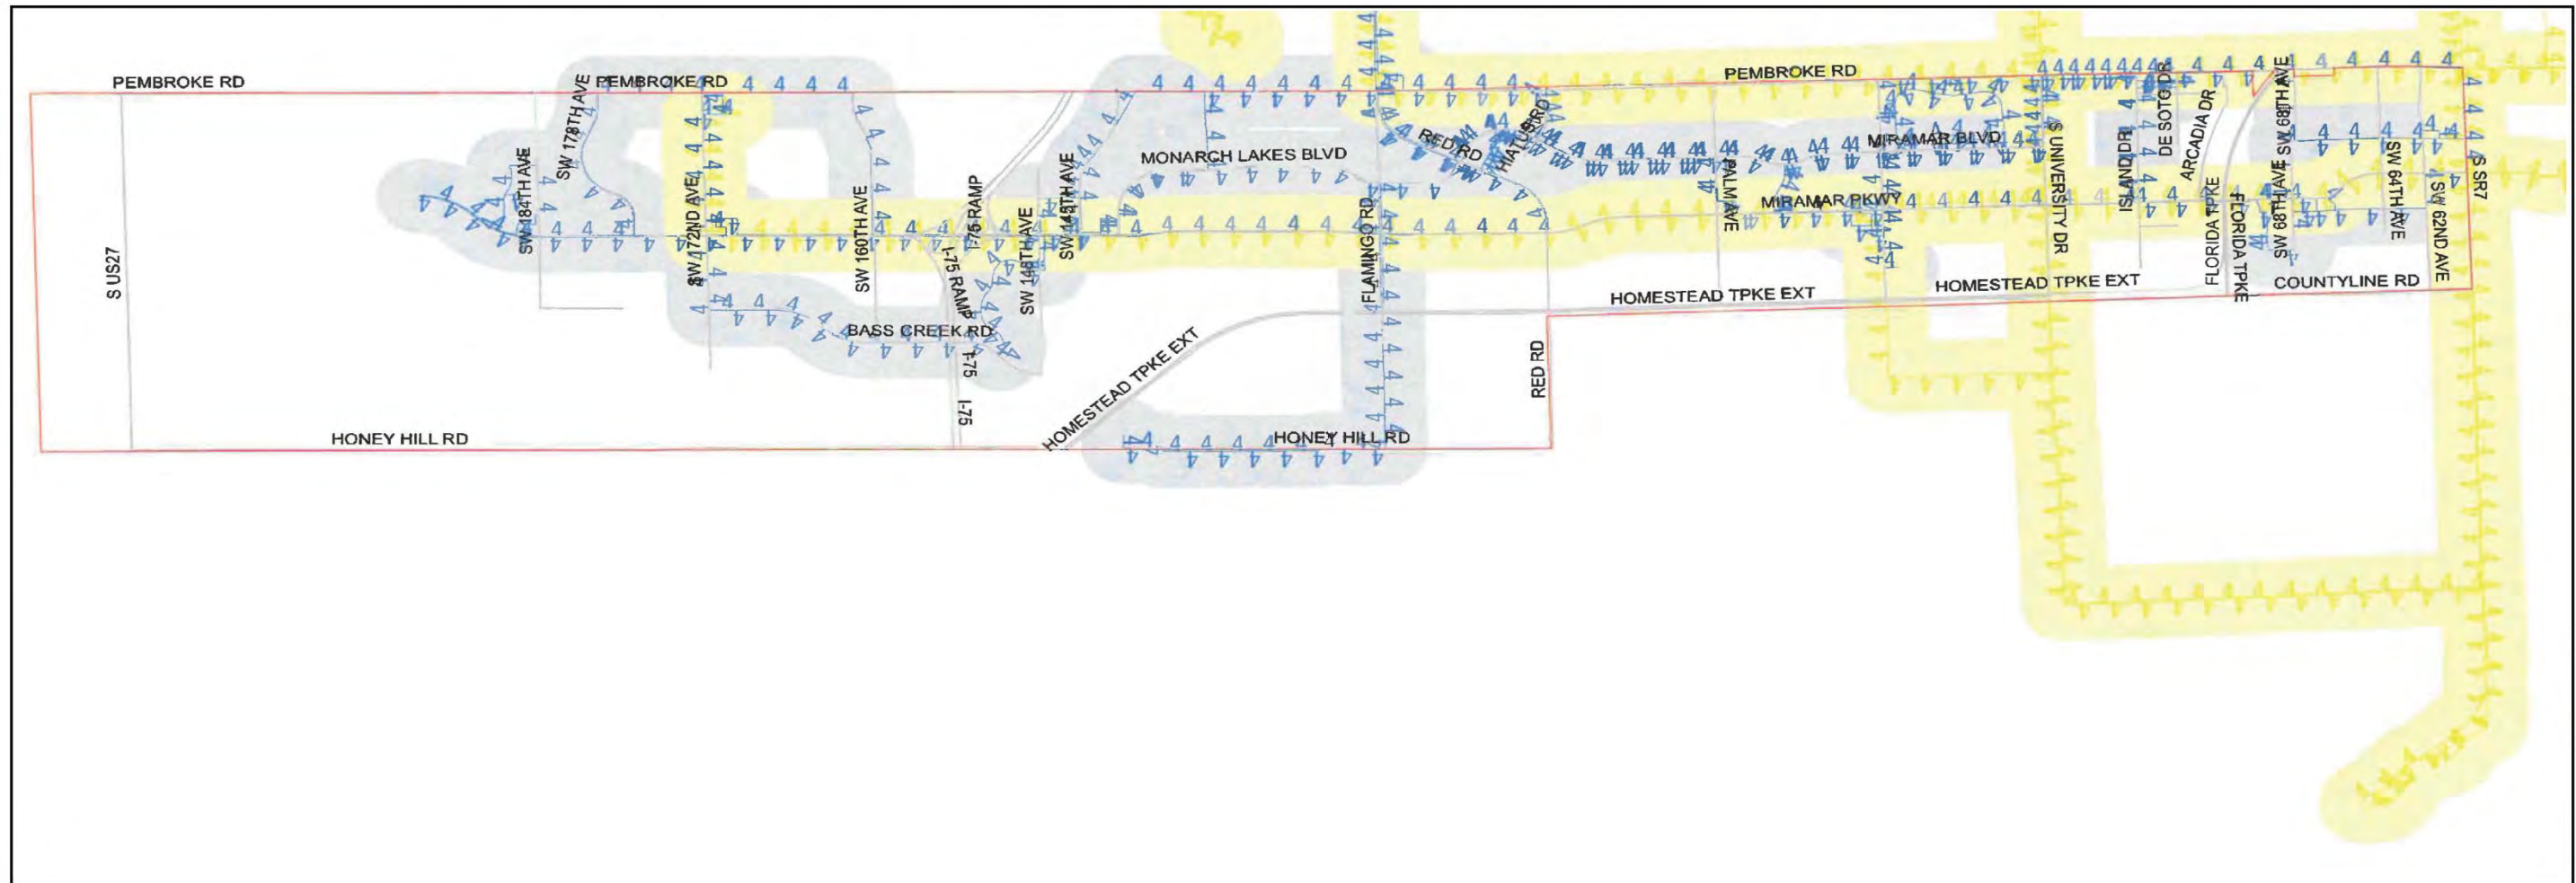 PEMBROKE RD
PEMBROKE RD
PEMBROKE RD
SW 178TH AVE
SW 184TH AVE
S US27
SW 172ND AVE
SW 160TH AVE
I-75 RAMP
I-75 RAMP
SW 148TH AVE
SW 145TH AVE
MONARCH LAKES BLVD
FLAMINGO RD
RED RD
HIATUS RD
PALM AVE
MIRAMAR BLVD
MIRAMAR PKWY
S UNIVERSITY DR
ISLAND DR
DE SOTO DR
ARCADIA DR
FLORIDA TPKE
FLORIDA TPKE
SW 68TH AVE
SW 68TH AVE
SW 64TH AVE
SW 62ND AVE
S SR7
HOMESTEAD TPKE EXT
HOMESTEAD TPKE EXT
COUNTYLINE RD
BASS CREEK RD
I-75
I-75
HOMESTEAD TPKE EXT
RED RD
HONEY HILL RD
HONEY HILL RD